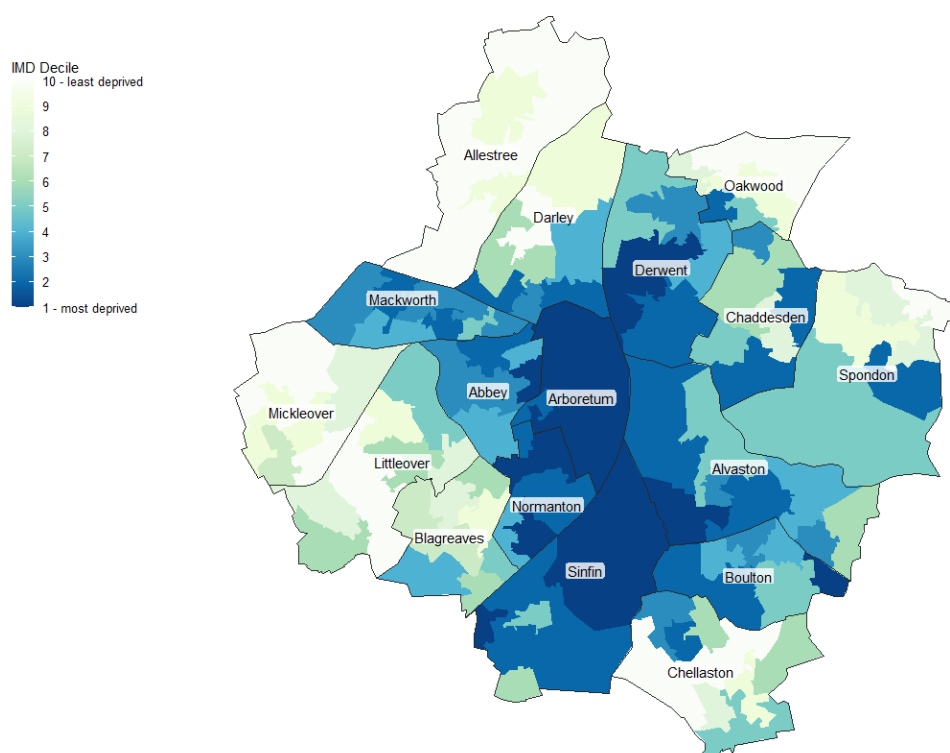 IMD Decile
10 - least deprived
9
8
7
6
5
4
3
2
1 - most deprived
Allestree
Oakwood
Darley
Derwent
Mackworth
Chaddesden
Spondon
Abbey
Arboretum
Mickleover
Littleover
Alvaston
Normanton
Blagreaves
Sinfin
Boulton
Chellaston